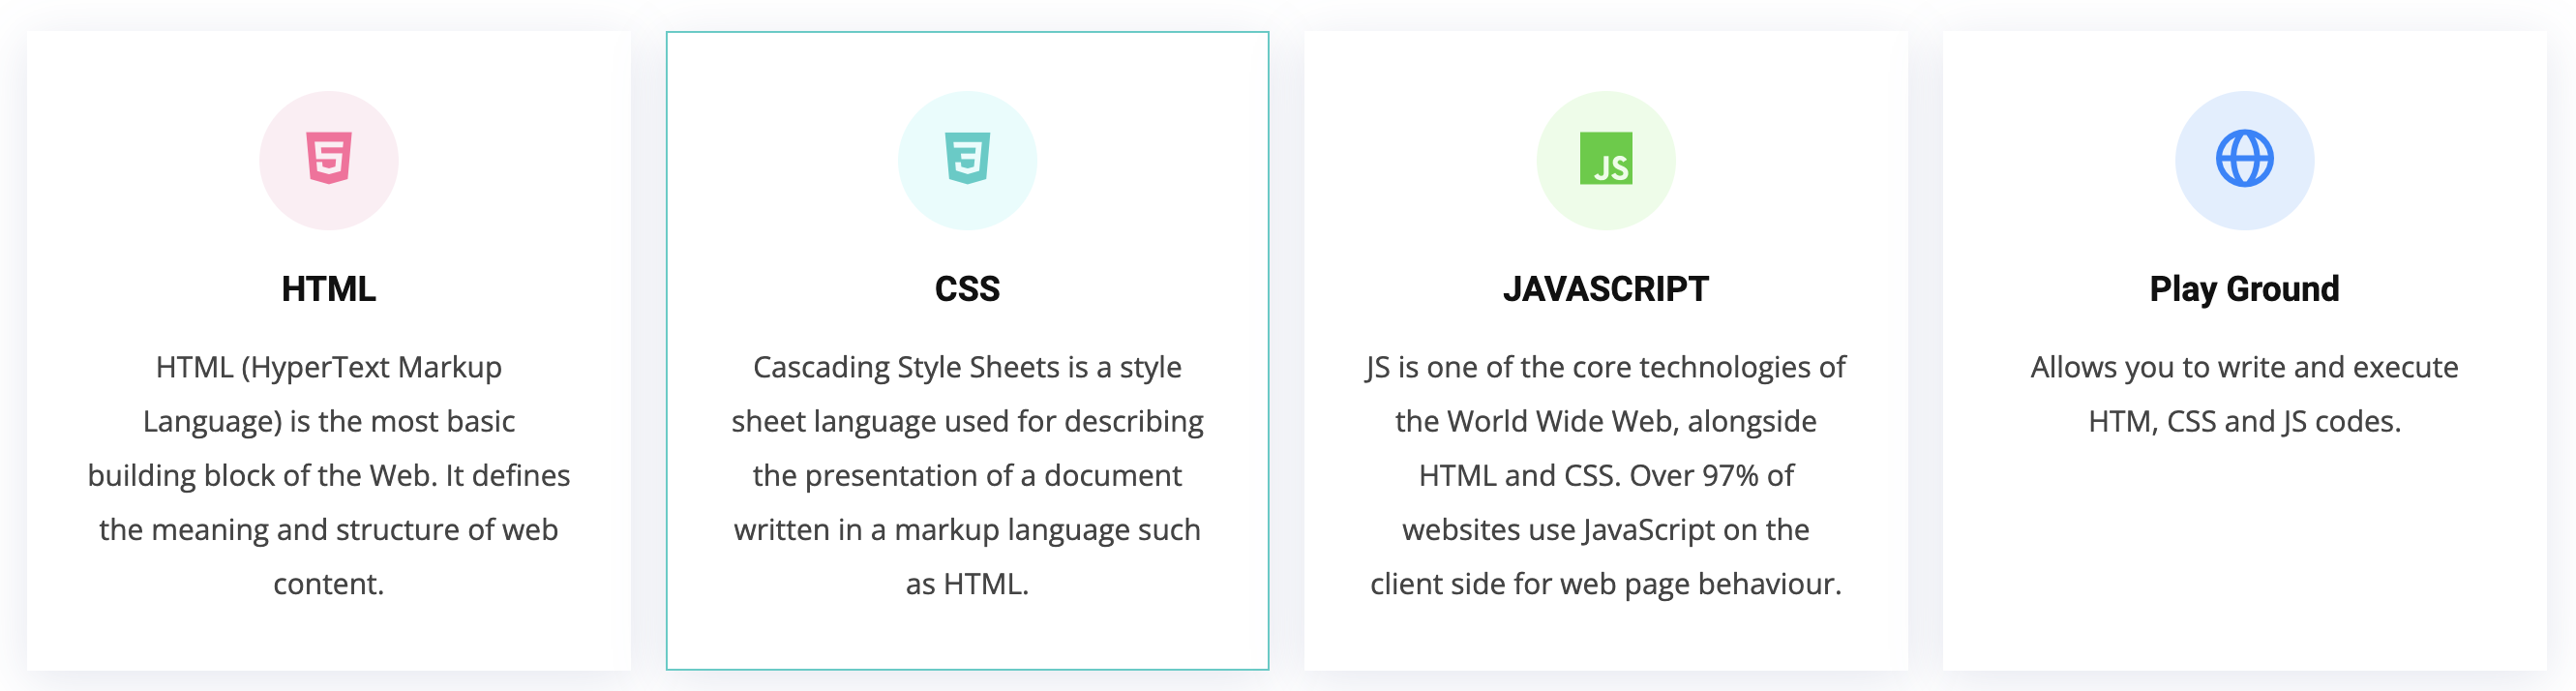 HTML
HTML (HyperText Markup
Language) is the most basic
building block of the Web. It defines
the meaning and structure of web
content.
CSS
Cascading Style Sheets is a style
sheet language used for describing
the presentation of a document
written in a markup language such
as HTML.
JS
JAVASCRIPT
JS is one of the core technologies of
the World Wide Web, alongside
HTML and CSS. Over 97% of
websites use JavaScript on the
client side for web page behaviour.
Play Ground
Allows you to write and execute
HTM, CSS and JS codes.